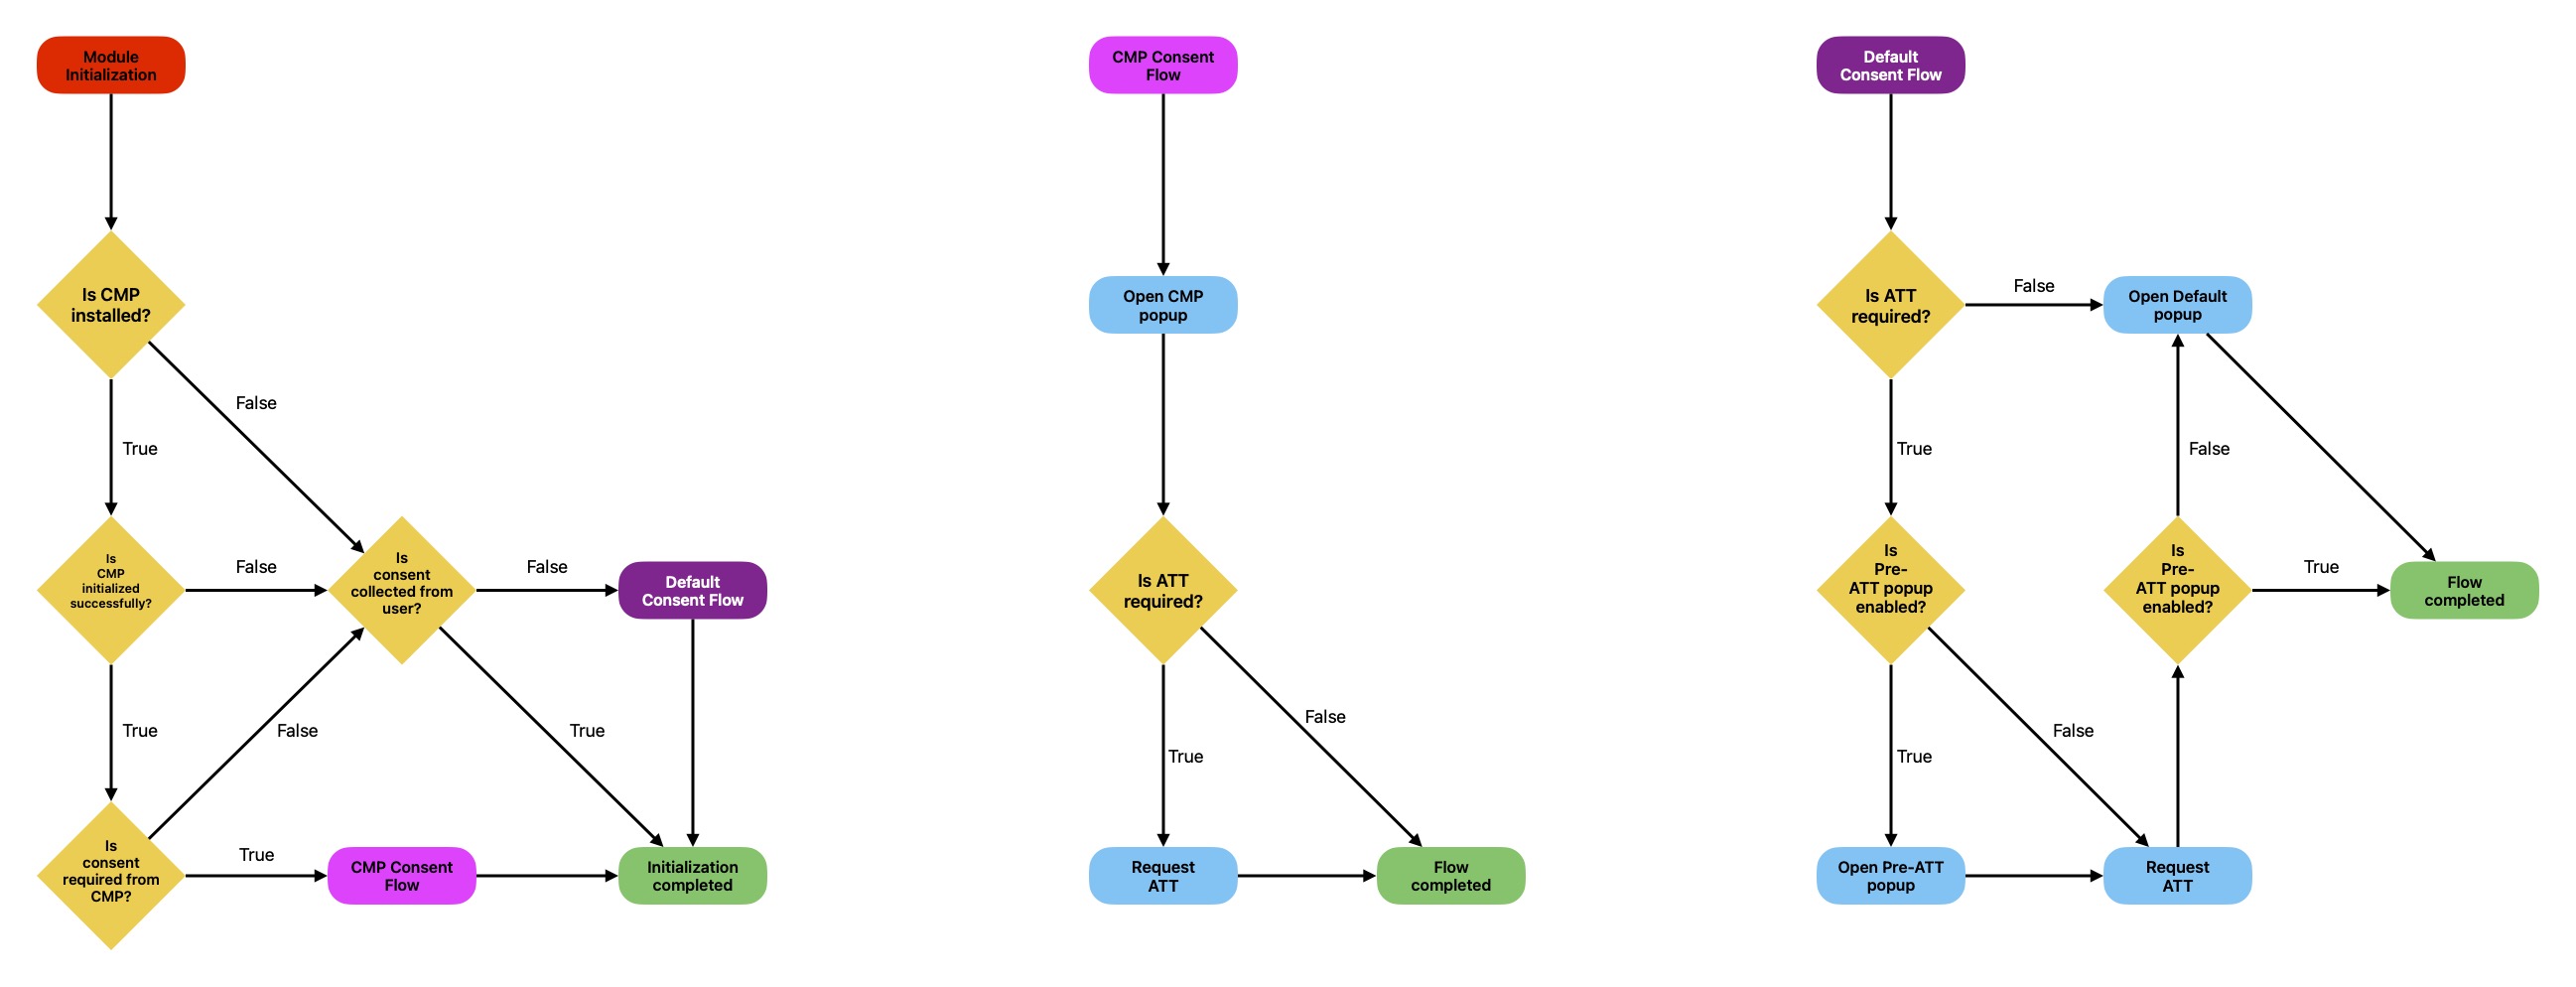 Module
Initialization
Is CMP
installed?
False
True
Is
CMP
initialized
successfully?
False
Is
consent
collected from
user?
False
Default
Consent Flow
True
False
True
Is
consent
required from
CMP?
True
CMP Consent
Flow
Initialization
completed
CMP Consent
Flow
Open CMP
popup
Is ATT
required?
False
True
Request
ATT
Flow
completed
Default
Consent Flow
Is ATT
required?
False
Open Default
popup
True
False
Is
Pre-
ATT popup
enabled?
Is
Pre-
ATT popup
enabled?
True
Flow
completed
False
True
Open Pre-ATT
popup
Request
ATT